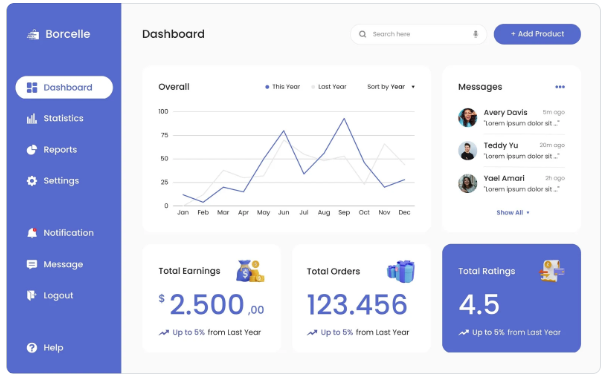 Borcelle
Dashboard
Statistics
Reports
Settings
Notification
Message
Logout
Help
Dashboard
Search here
+ Add Product
Overall
This Year
Last Year
Sort by Year
100
75
50
25
0
Jan Feb Mar Apr May Jun Jul Aug Sep Oct Nov Dec
Messages
Avery Davis 5m ago
"Lorem ipsum dolor sit ..."
Teddy Yu 20m ago
"Lorem ipsum dolor sit ..."
Yael Amari 2h ago
"Lorem ipsum dolor sit ..."
Show All
Total Earnings
$ 2.500,00
Up to 5% from Last Year
Total Orders
123.456
Up to 5% from Last Year
Total Ratings
4.5
Up to 5% from Last Year